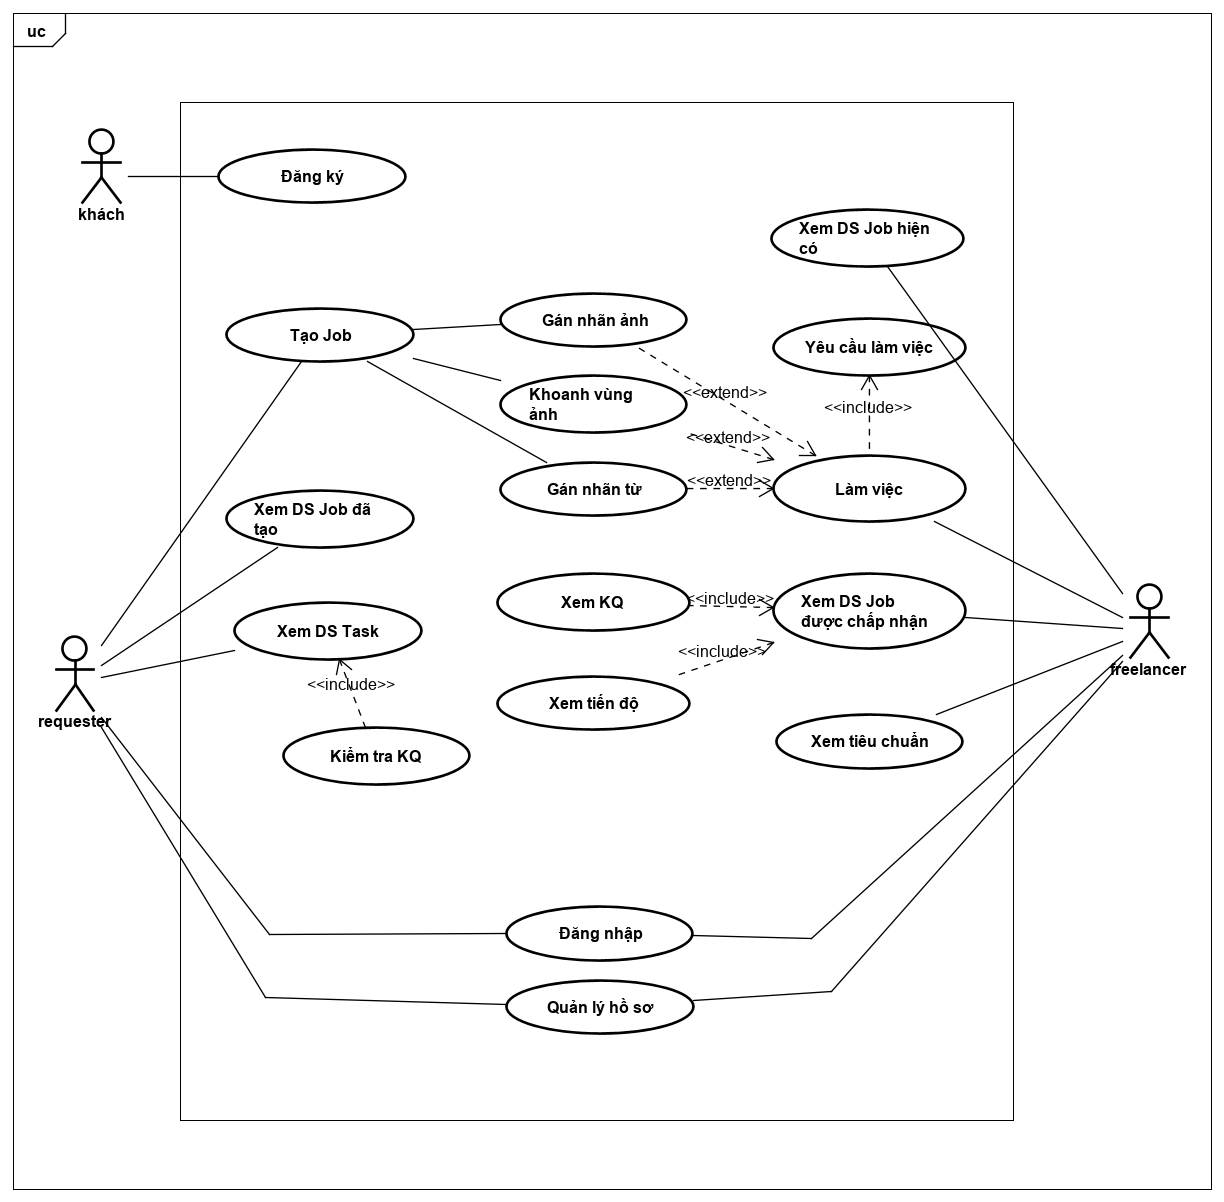 uc
khách
Đăng ký
Xem DS Job hiện
có
Tạo Job
Gán nhãn ảnh
Yêu cầu làm việc
Khoanh vùng
ảnh
<<extend>>
<<include>>
<<extend>>
Gán nhãn từ
<<extend>>
Làm việc
Xem DS Job đã
tạo
Xem KQ
<<include>>
Xem DS Job
được chấp nhận
Xem DS Task
<<include>>
freelancer
<<include>>
Xem tiến độ
requester
Kiểm tra KQ
Xem tiêu chuẩn
Đăng nhập
Quản lý hồ sơ